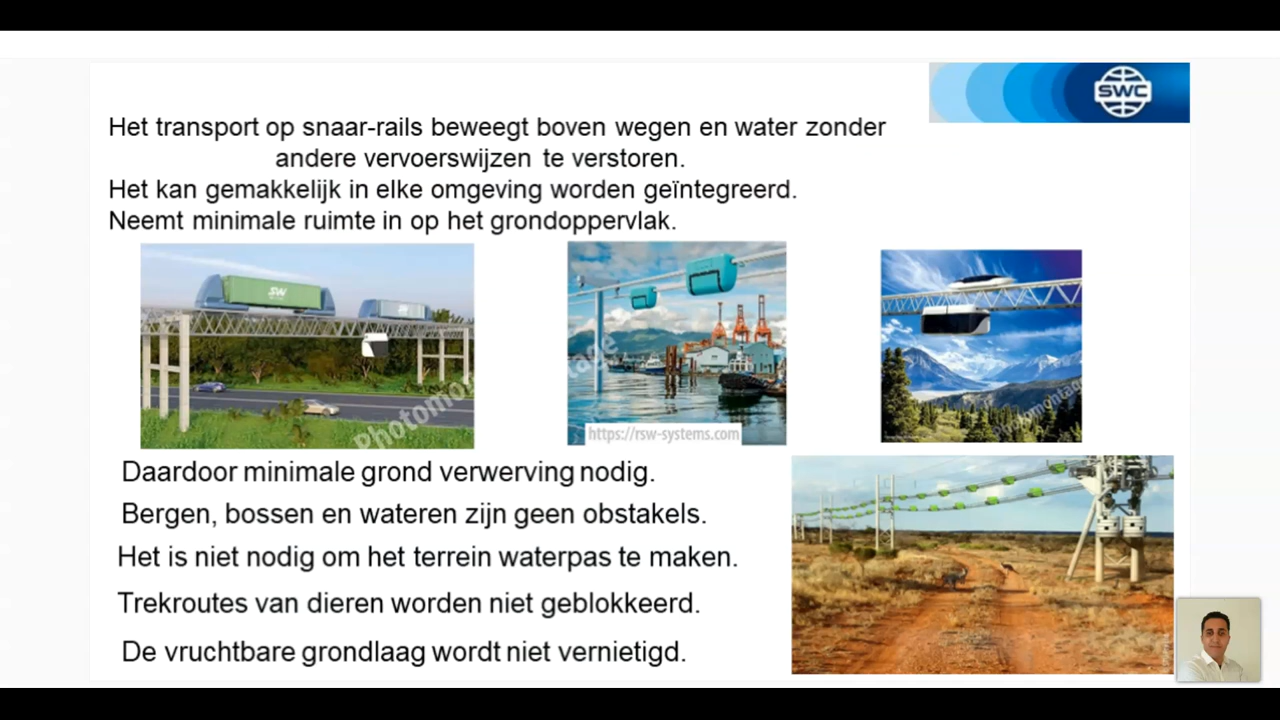 SWC
Het transport op snaar-rails beweegt boven wegen en water zonder
andere vervoerswijzen te verstoren.
Het kan gemakkelijk in elke omgeving worden geïntegreerd.
Neemt minimale ruimte in op het grondoppervlak.
SW
Photomon
tage
https://rsw-systems.com
Photomontag
Daardoor minimale grond verwerving nodig.
Bergen, bossen en wateren zijn geen obstakels.
Het is niet nodig om het terrein waterpas te maken.
Trekroutes van dieren worden niet geblokkeerd.
De vruchtbare grondlaag wordt niet vernietigd.